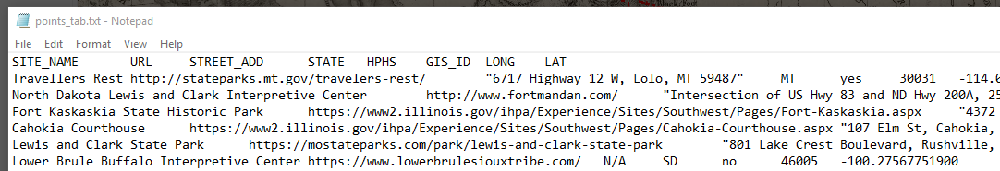 points_tab.txt - Notepad
File Edit Format View Help
SITE_NAME URL STREET_ADD STATE HPHS GIS_ID LONG LAT
Travellers Rest http://stateparks.mt.gov/travelers-rest/ "6717 Highway 12 W, Lolo, MT 59487" MT yes 30031 -114.0
North Dakota Lewis and Clark Interpretive Center http://www.fortmandan.com/ "Intersection of US Hwy 83 and ND Hwy 200A, 25
Fort Kaskaskia State Historic Park https://www2.illinois.gov/ihpa/Experience/Sites/Southwest/Pages/Fort-Kaskaskia.aspx "4372
Cahokia Courthouse https://www2.illinois.gov/ihpa/Experience/Sites/Southwest/Pages/Cahokia-Courthouse.aspx "107 Elm St, Cahokia,
Lewis and Clark State Park https://mostateparks.com/park/lewis-and-clark-state-park "801 Lake Crest Boulevard, Rushville,
Lower Brule Buffalo Interpretive Center https://www.lowerbrulesiouxtribe.com/ N/A SD no 46005 -100.27567751900